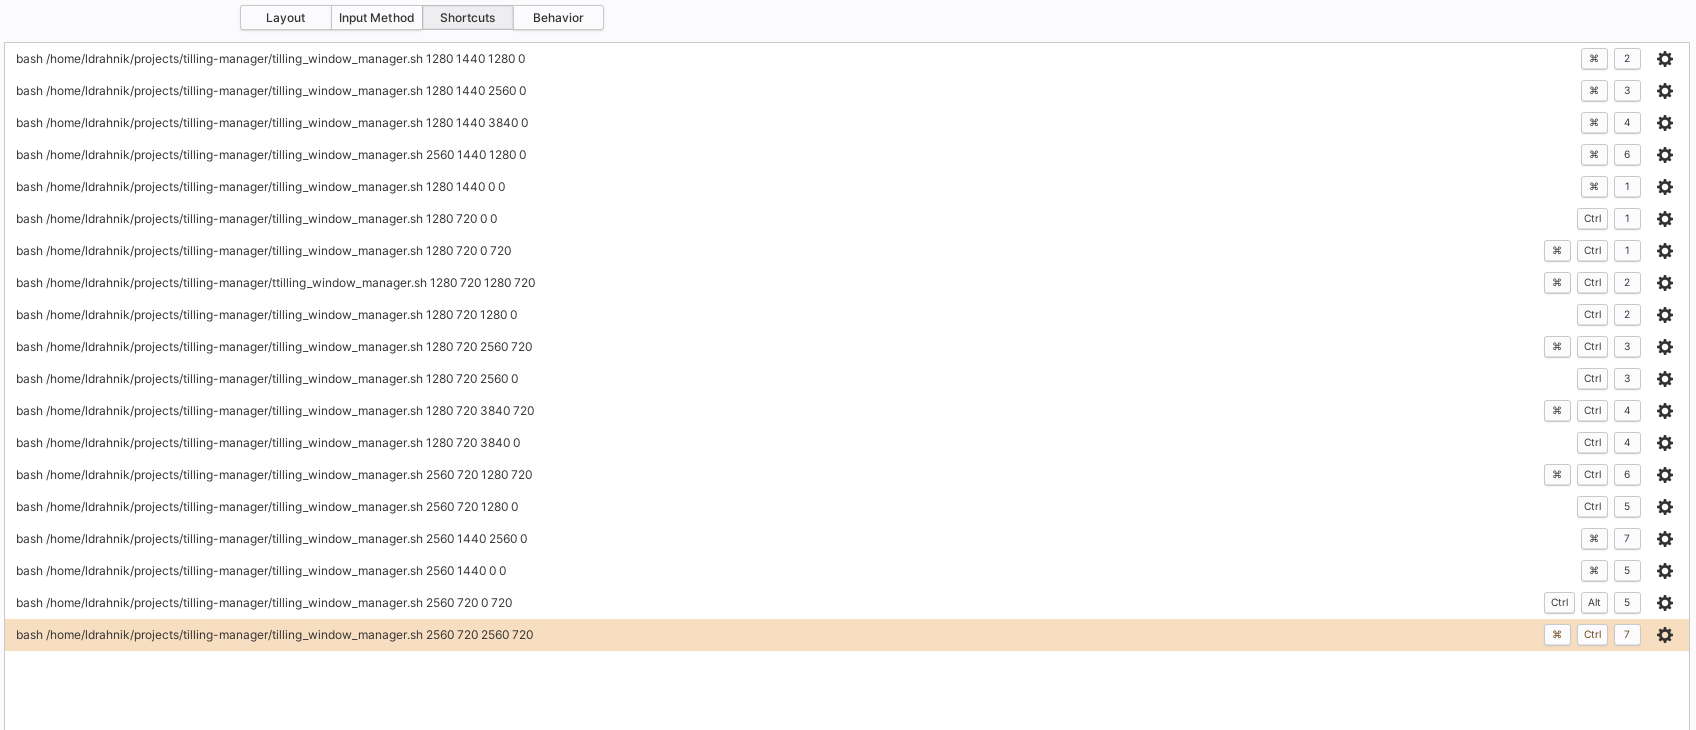 Layout Input Method Shortcuts Behavior
bash /home/ldrahnik/projects/tilling-manager/tilling_window_manager.sh 1280 1440 1280 0 ⌘ 2
bash /home/ldrahnik/projects/tilling-manager/tilling_window_manager.sh 1280 1440 2560 0 ⌘ 3
bash /home/ldrahnik/projects/tilling-manager/tilling_window_manager.sh 1280 1440 3840 0 ⌘ 4
bash /home/ldrahnik/projects/tilling-manager/tilling_window_manager.sh 2560 1440 1280 0 ⌘ 6
bash /home/ldrahnik/projects/tilling-manager/tilling_window_manager.sh 1280 1440 0 0 ⌘ 1
bash /home/ldrahnik/projects/tilling-manager/tilling_window_manager.sh 1280 720 0 0 Ctrl 1
bash /home/ldrahnik/projects/tilling-manager/tilling_window_manager.sh 1280 720 0 720 ⌘ Ctrl 1
bash /home/ldrahnik/projects/tilling-manager/ttilling_window_manager.sh 1280 720 1280 720 ⌘ Ctrl 2
bash /home/ldrahnik/projects/tilling-manager/tilling_window_manager.sh 1280 720 1280 0 Ctrl 2
bash /home/ldrahnik/projects/tilling-manager/tilling_window_manager.sh 1280 720 2560 720 ⌘ Ctrl 3
bash /home/ldrahnik/projects/tilling-manager/tilling_window_manager.sh 1280 720 2560 0 Ctrl 3
bash /home/ldrahnik/projects/tilling-manager/tilling_window_manager.sh 1280 720 3840 720 ⌘ Ctrl 4
bash /home/ldrahnik/projects/tilling-manager/tilling_window_manager.sh 1280 720 3840 0 Ctrl 4
bash /home/ldrahnik/projects/tilling-manager/tilling_window_manager.sh 2560 720 1280 720 ⌘ Ctrl 6
bash /home/ldrahnik/projects/tilling-manager/tilling_window_manager.sh 2560 720 1280 0 Ctrl 5
bash /home/ldrahnik/projects/tilling-manager/tilling_window_manager.sh 2560 1440 2560 0 ⌘ 7
bash /home/ldrahnik/projects/tilling-manager/tilling_window_manager.sh 2560 1440 0 0 ⌘ 5
bash /home/ldrahnik/projects/tilling-manager/tilling_window_manager.sh 2560 720 0 720 Ctrl Alt 5
bash /home/ldrahnik/projects/tilling-manager/tilling_window_manager.sh 2560 720 2560 720 ⌘ Ctrl 7